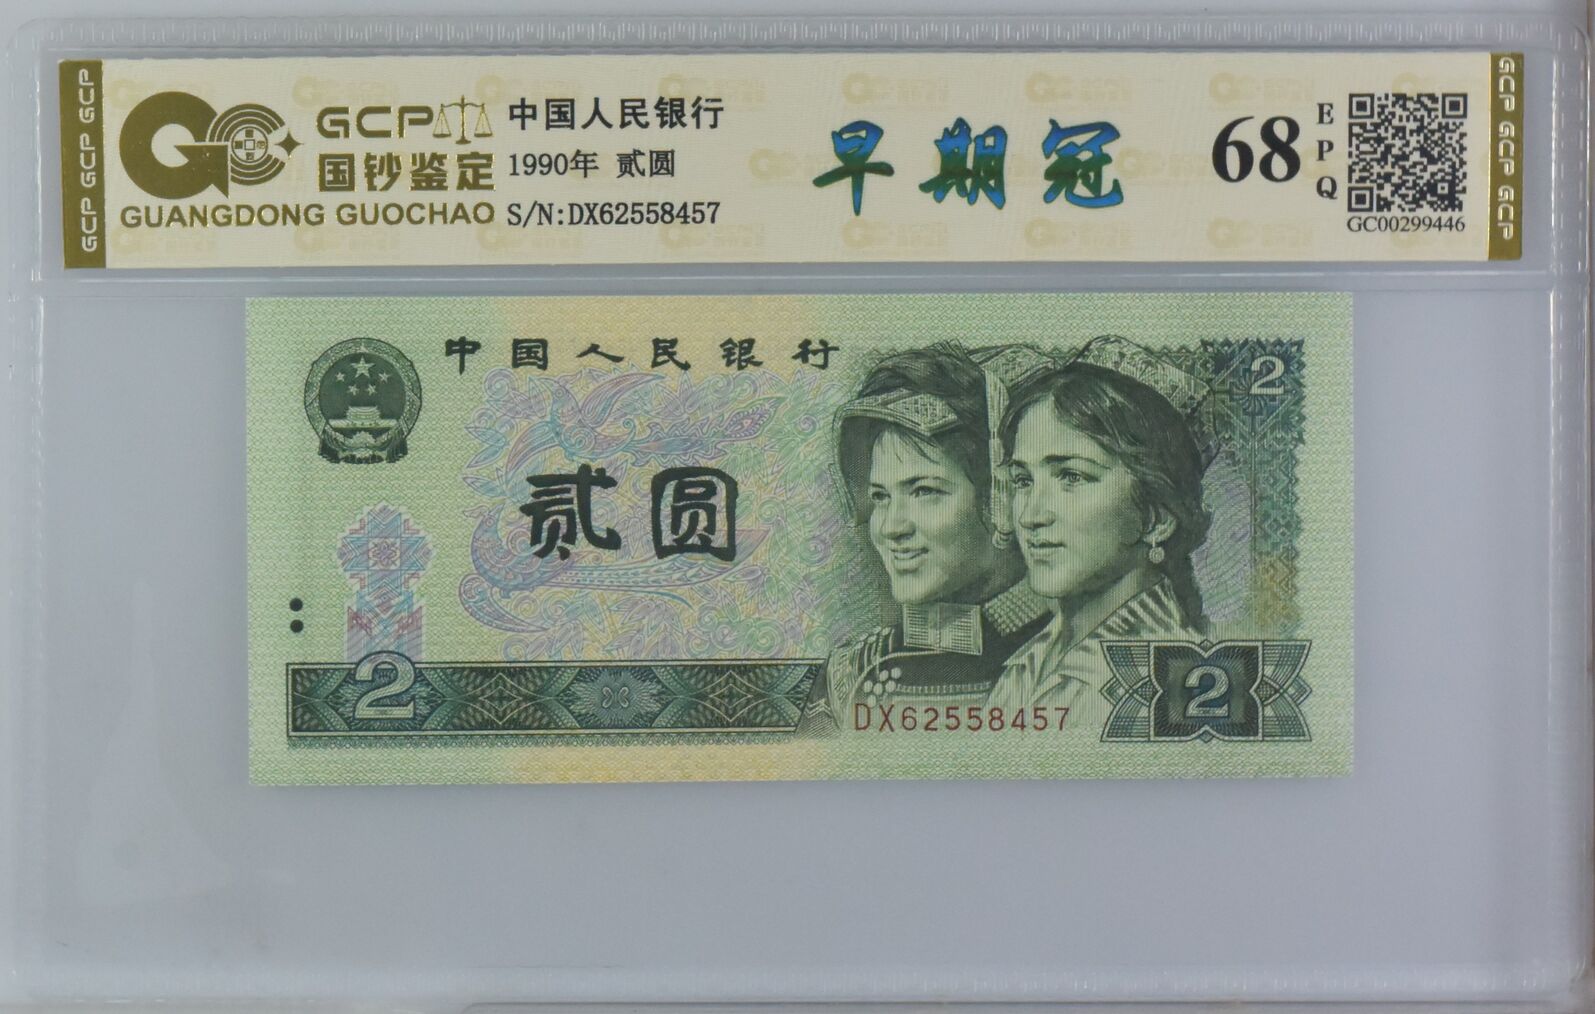 GCP GCP GCP
GCP
国钞鉴定
GUANGDONG GUOCHAO
中国人民银行
1990年 贰圆
S/N:DX62558457
早期冠
68
EPQ
GC00299446
GCP GCP GCP
中国人民银行
2
贰圆
2
DX62558457
2